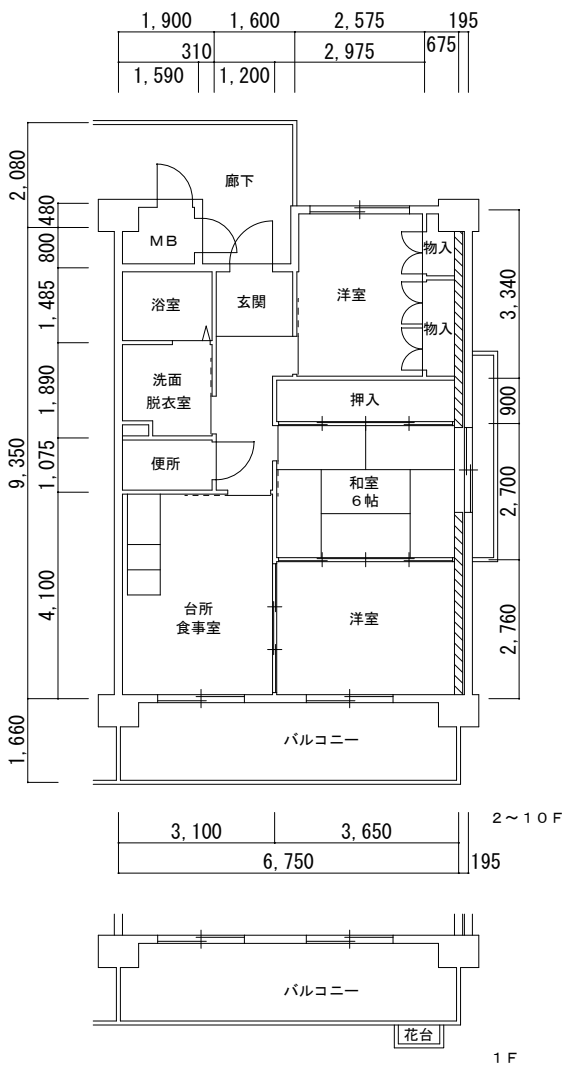 1,900 1,600 2,575 195
310 2,975 675
1,590 1,200
2,080
480
800
1,485
1,890
1,075
9,350
4,100
1,660
廊下
MB
浴室
玄関
洋室
物入
物入
洗面
脱衣室
押入
便所
和室
6帖
台所
食事室
洋室
バルコニー
3,340
900
2,700
2,760
2～10F
3,100 3,650
6,750 195
バルコニー
花台
1F